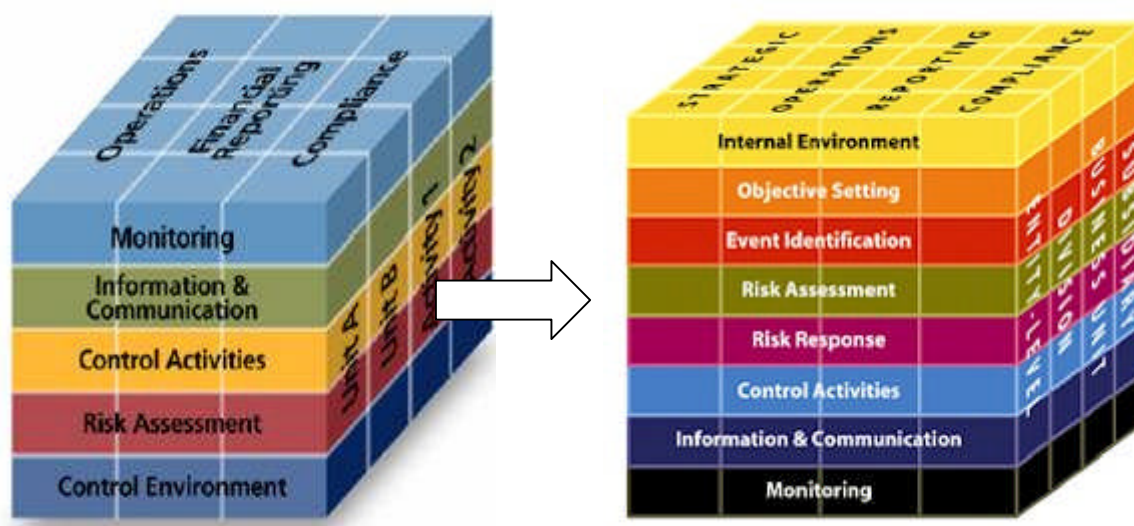 Operations
Financial
Reporting
Compliance
Monitoring
Information &
Communication
Control Activities
Risk Assessment
Control Environment
Unit A
Unit B
Activity 1
Activity 2
STRATEGIC
OPERATIONS
REPORTING
COMPLIANCE
Internal Environment
Objective Setting
Event Identification
Risk Assessment
Risk Response
Control Activities
Information & Communication
Monitoring
ENTITY-LEVEL
DIVISION
BUSINESS UNIT
SUBSIDIARY